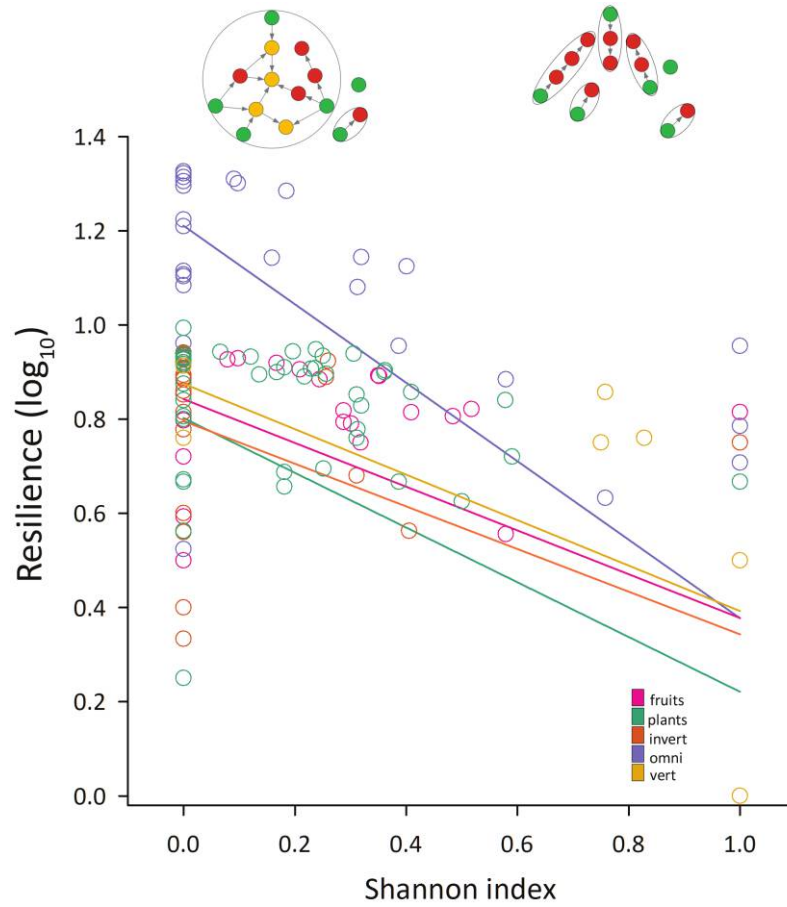 1.4
1.2
1.0
0.8
0.6
0.4
0.2
0.0
Resilience (log10)
fruits
plants
invert
omni
vert
0.0 0.2 0.4 0.6 0.8 1.0
Shannon index